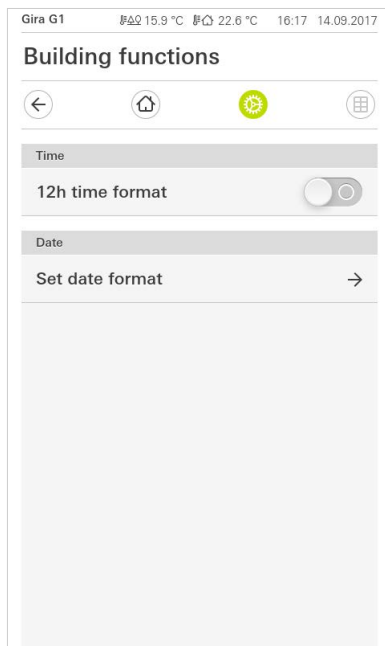 Gira G1 15.9 °C 22.6 °C 16:17 14.09.2017
Building functions
Time
12h time format
Date
Set date format